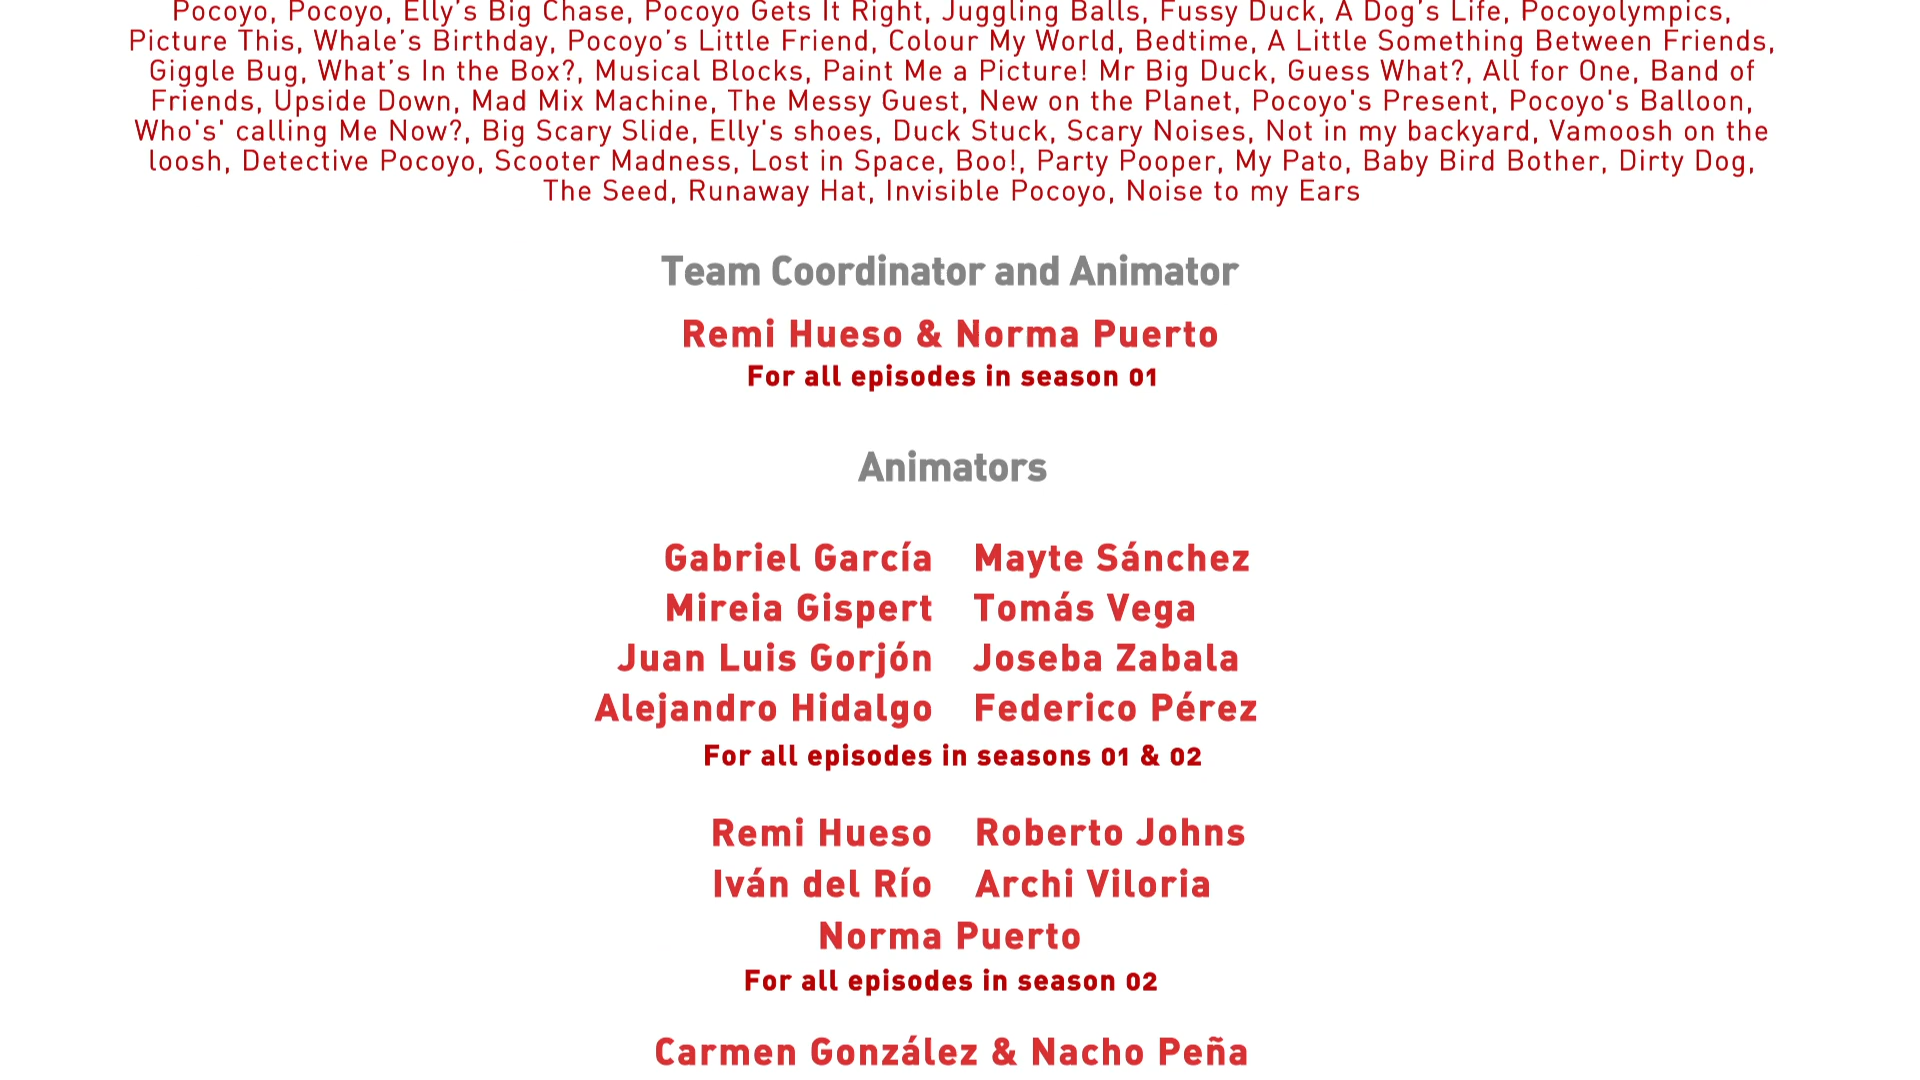 Pocoyo, Pocoyo, Elly's Big Chase, Pocoyo Gets It Right, Juggling Balls, Fussy Duck, A Dog's Life, Pocoyolympics,
Picture This, Whale's Birthday, Pocoyo's Little Friend, Colour My World, Bedtime, A Little Something Between Friends,
Giggle Bug, What's In the Box?, Musical Blocks, Paint Me a Picture! Mr Big Duck, Guess What?, All for One, Band of
Friends, Upside Down, Mad Mix Machine, The Messy Guest, New on the Planet, Pocoyo's Present, Pocoyo's Balloon,
Who's' calling Me Now?, Big Scary Slide, Elly's shoes, Duck Stuck, Scary Noises, Not in my backyard, Vamoosh on the
loosh, Detective Pocoyo, Scooter Madness, Lost in Space, Boo!, Party Pooper, My Pato, Baby Bird Bother, Dirty Dog,
The Seed, Runaway Hat, Invisible Pocoyo, Noise to my Ears
Team Coordinator and Animator
Remi Hueso & Norma Puerto
For all episodes in season 01
Animators
Gabriel García Mayte Sánchez
Mireia Gispert Tomás Vega
Juan Luis Gorjón Joseba Zabala
Alejandro Hidalgo Federico Pérez
For all episodes in seasons 01 & 02
Remi Hueso Roberto Johns
Iván del Río Archi Viloria
Norma Puerto
For all episodes in season 02
Carmen González & Nacho Peña